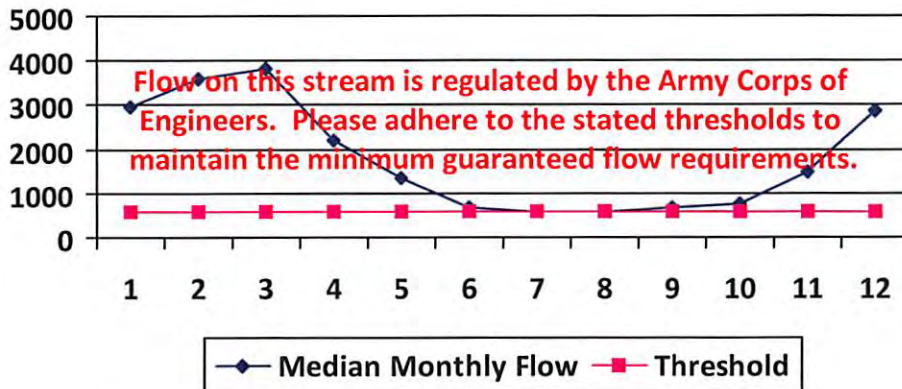 5000
4000
3000
2000
1000
0
Flow on this stream is regulated by the Army Corps of
Engineers. Please adhere to the stated thresholds to
maintain the minimum guaranteed flow requirements.
1 2 3 4 5 6 7 8 9 10 11 12
Median Monthly Flow Threshold